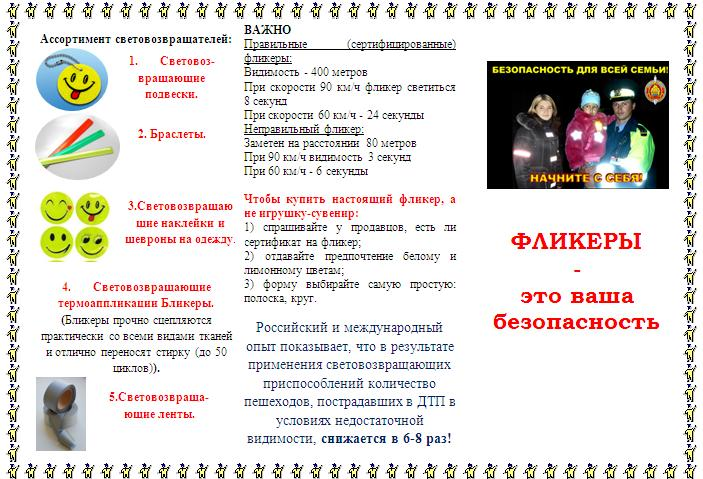 Ассортимент световозвращателей:
1. Световоз-
вращающие
подвески.
2. Браслеты.
3.Световозвращаю
щие наклейки и
шевроны на одежду.
4. Световозвращающие
термоаппликации Бликеры.
(Бликеры прочно сцепляются
практически со всеми видами тканей
и отлично переносят стирку (до 50
циклов)).
5.Световозвраща-
ющие ленты.
ВАЖНО
Правильные (сертифицированные)
фликеры:
Видимость - 400 метров
При скорости 90 км/ч фликер светиться
8 секунд
При скорости 60 км/ч - 24 секунды
Неправильный фликер:
Заметен на расстоянии 80 метров
При 90 км/ч видимость 3 секунд
При 60 км/ч - 6 секунды
Чтобы купить настоящий фликер, а
не игрушку-сувенир:
1) спрашивайте у продавцов, есть ли
сертификат на фликер;
2) отдавайте предпочтение белому и
лимонному цветам;
3) форму выбирайте самую простую:
полоска, круг.
Российский и международный
опыт показывает, что в результате
применения световозвращающих
приспособлений количество
пешеходов, пострадавших в ДТП в
условиях недостаточной
видимости, снижается в 6-8 раз!
БЕЗОПАСНОСТЬ ДЛЯ ВСЕЙ СЕМЬИ!
НАЧНИТЕ С СЕБЯ!
ФЛИКЕРЫ
-
это ваша
безопасность